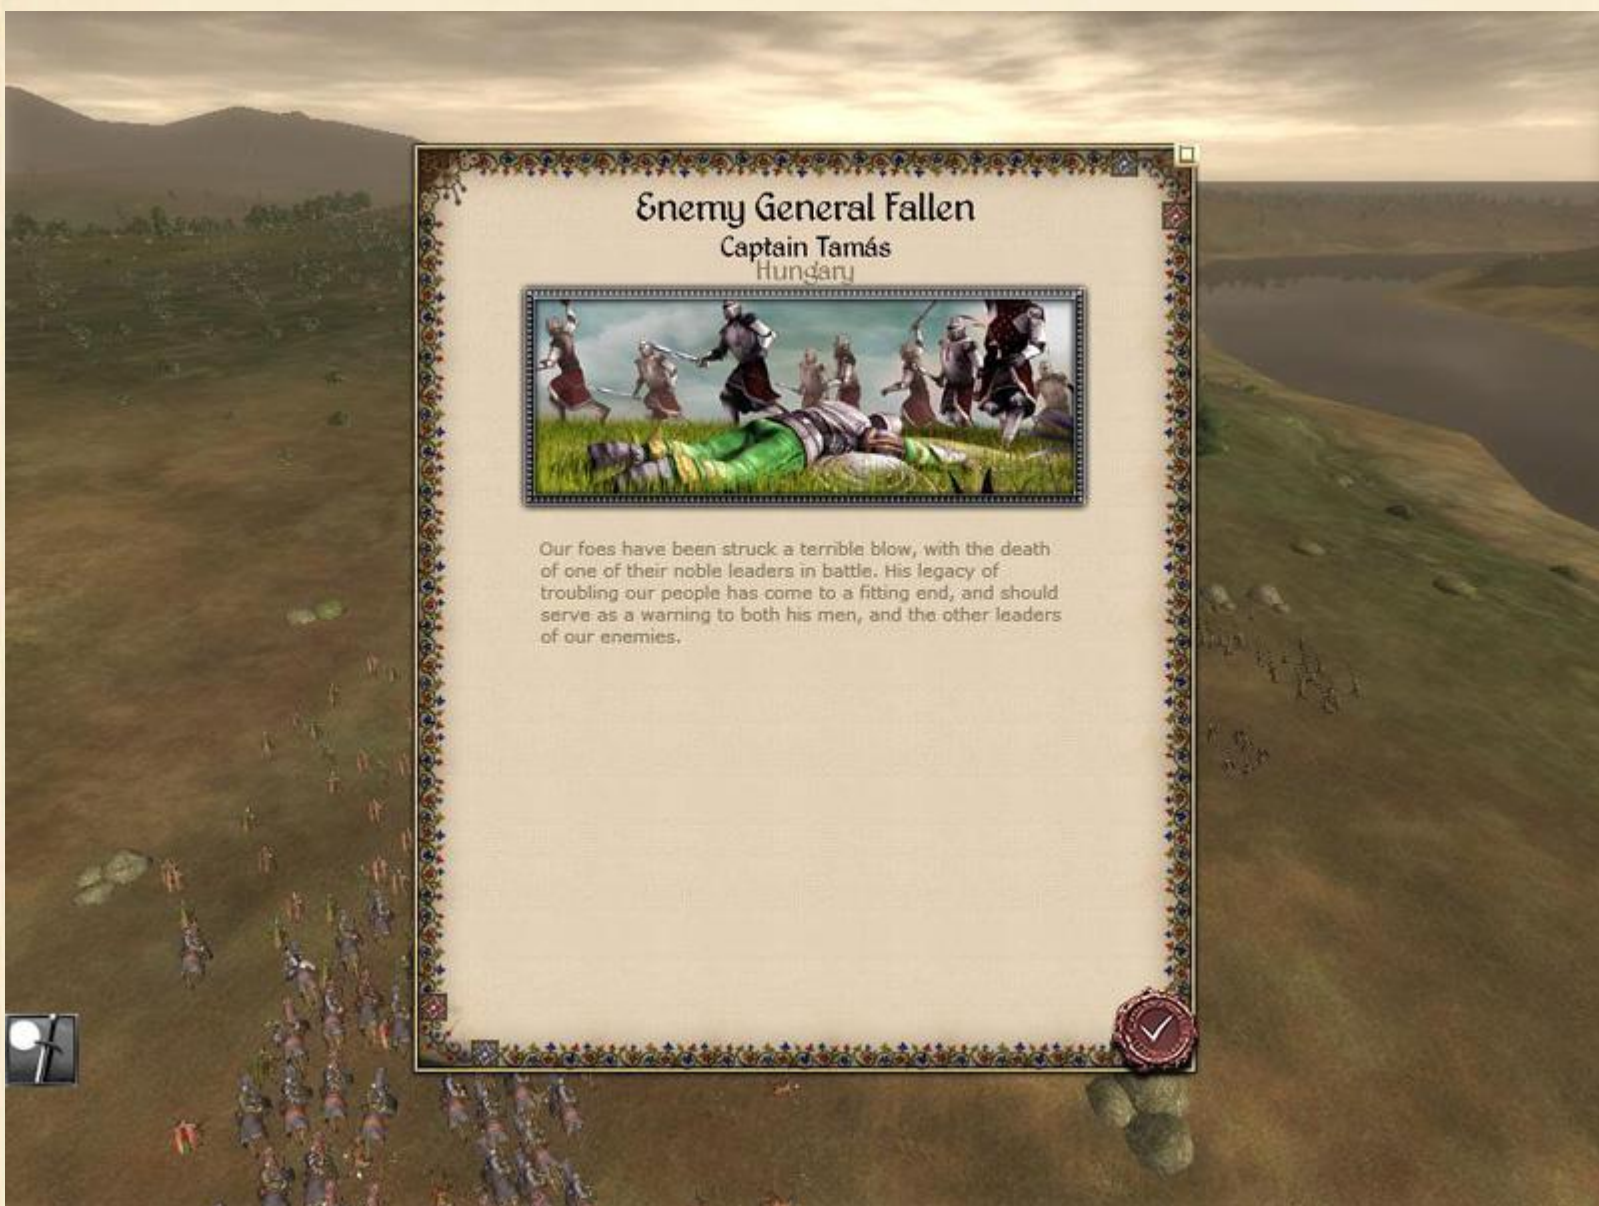 Enemy General Fallen
Captain Tamás
Hungary
Our foes have been struck a terrible blow, with the death
of one of their noble leaders in battle. His legacy of
troubling our people has come to a fitting end, and should
serve as a warning to both his men, and the other leaders
of our enemies.